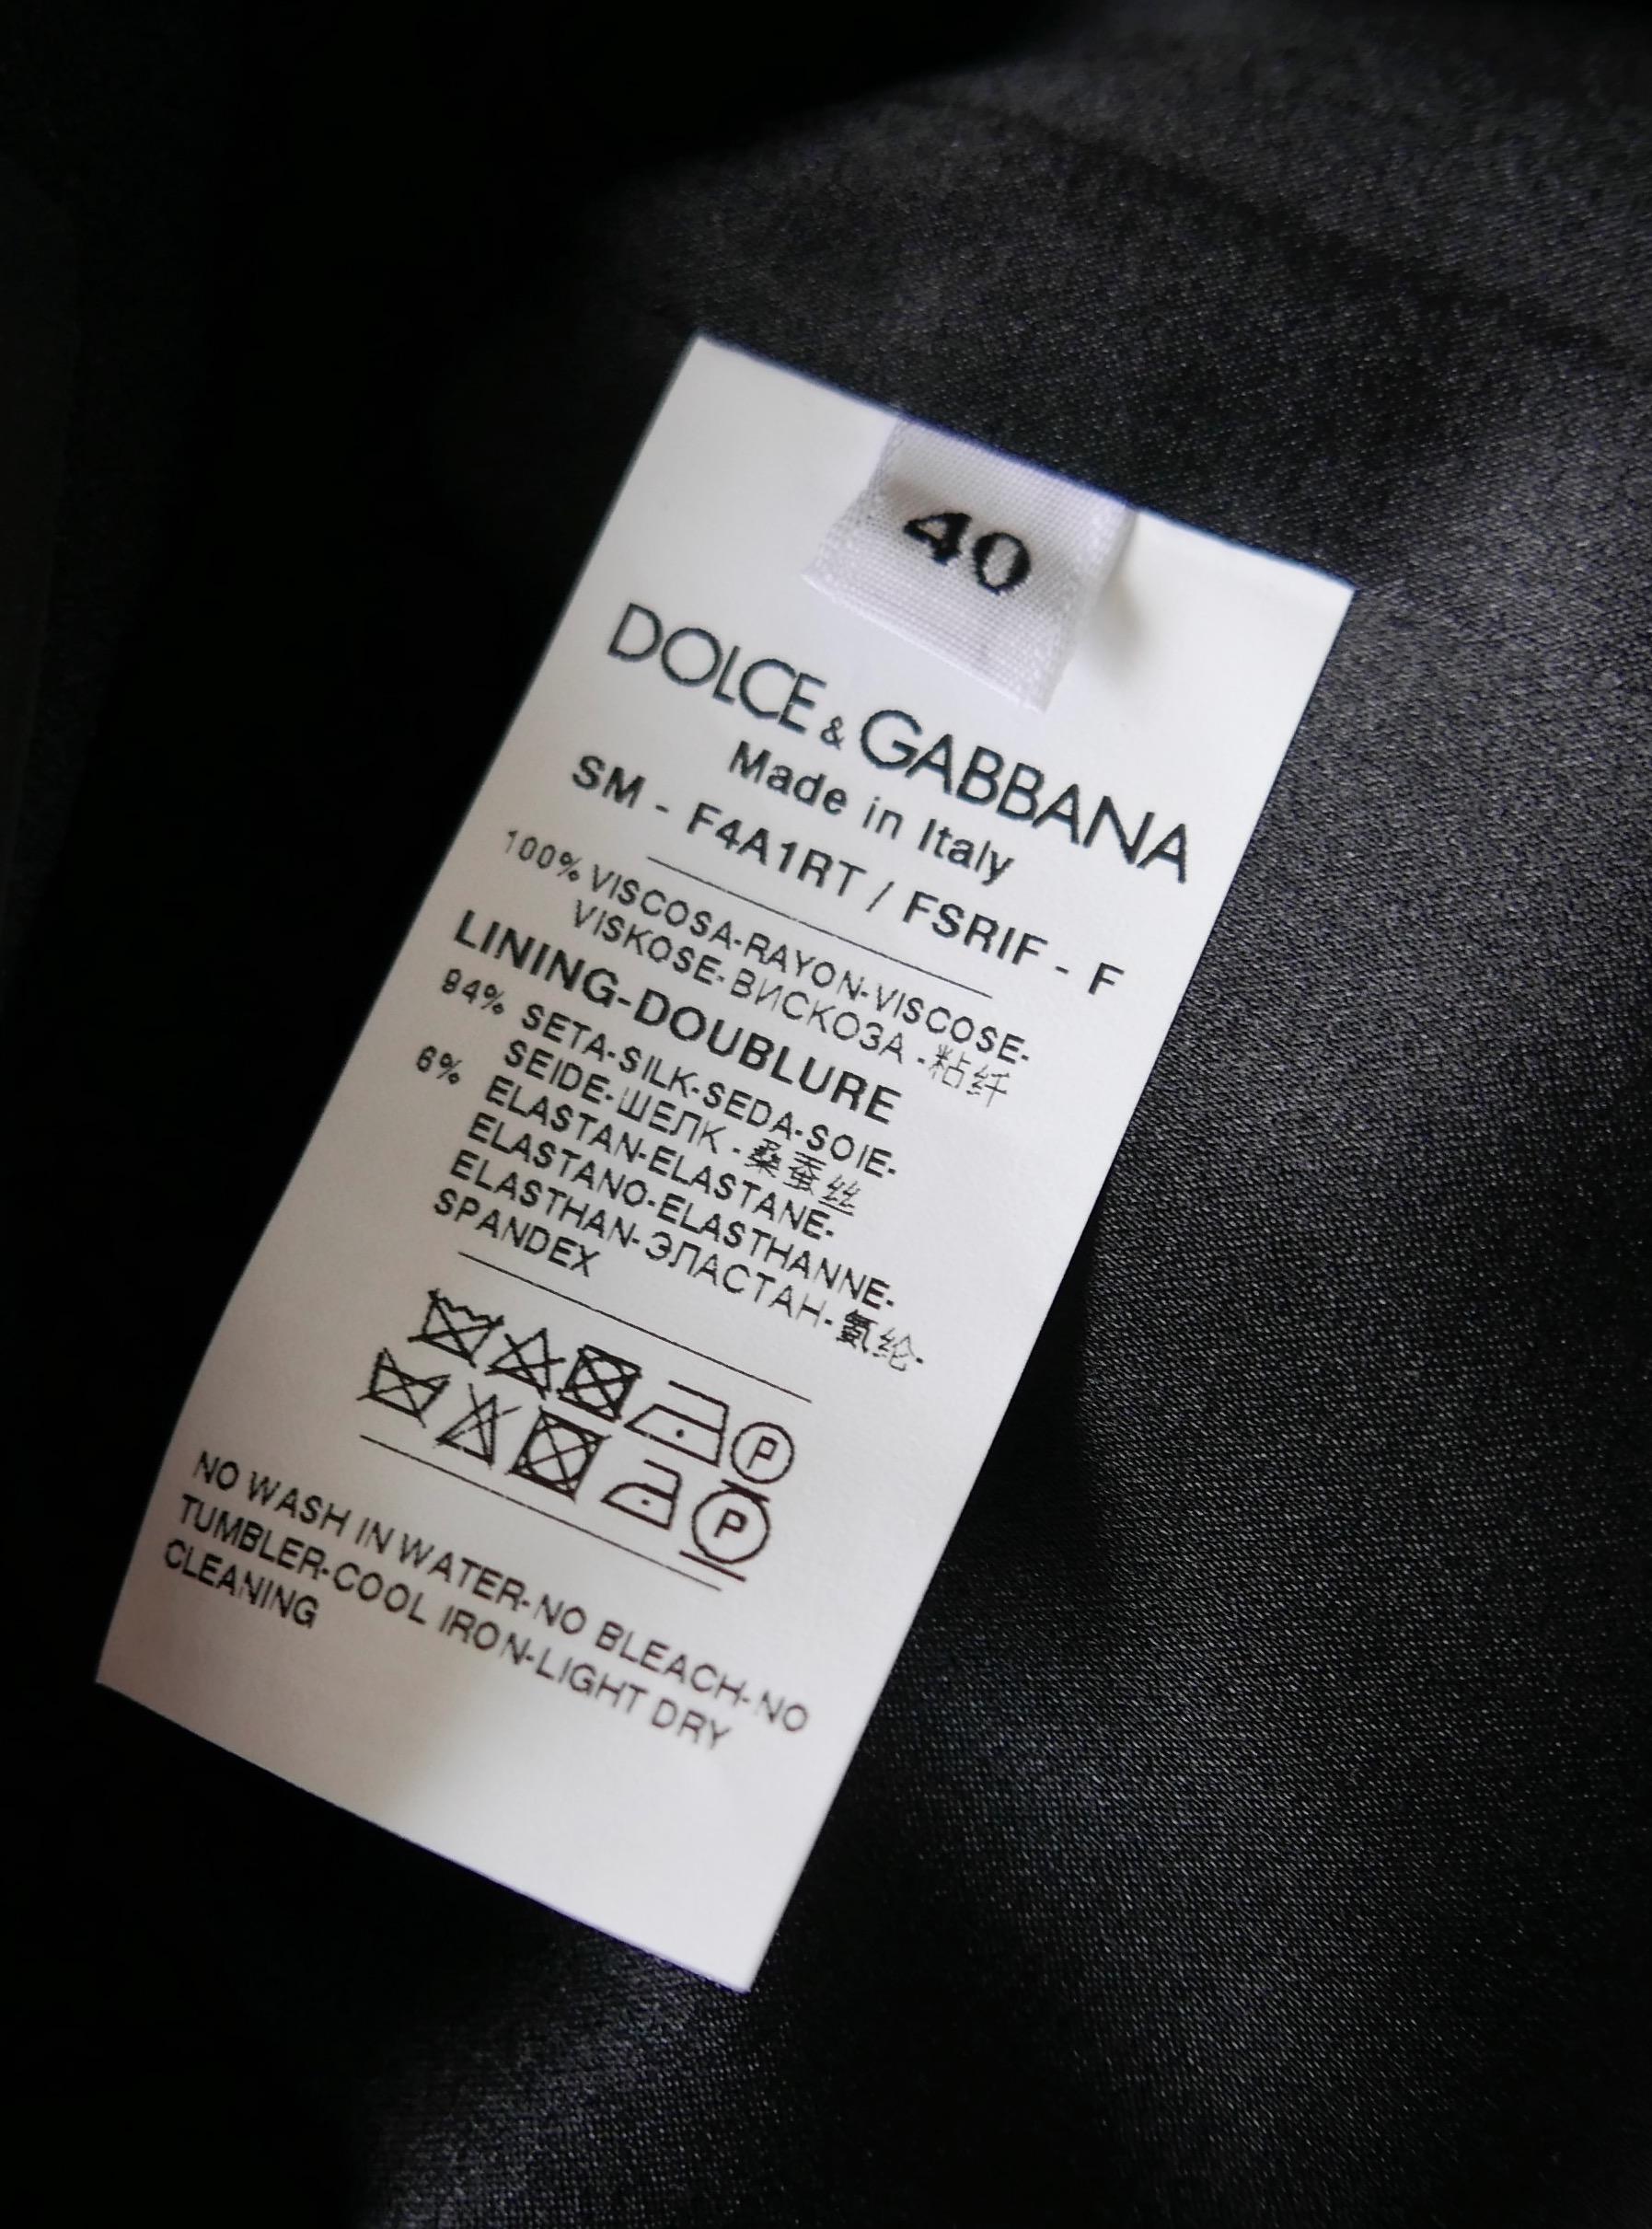 40
DOLCE & GABBANA
Made in Italy
SM - F4A1RT / FSRIF - F
100% VISCOSA-RAYON-VISCOSE-
VISKOSE-ВИСКОЗА-粘纤
LINING-DOUBLURE
94% SETA-SILK-SEDA-SOIE-
SEIDE-ШЕЛК-桑蚕丝
6% ELASTAN-ELASTANE-
ELASTANO-ELASTHANNE-
ELASTHAN-ЭЛАСТАН-氨纶-
SPANDEX
P
P
NO WASH IN WATER-NO BLEACH-NO
TUMBLER-COOL IRON-LIGHT DRY
CLEANING